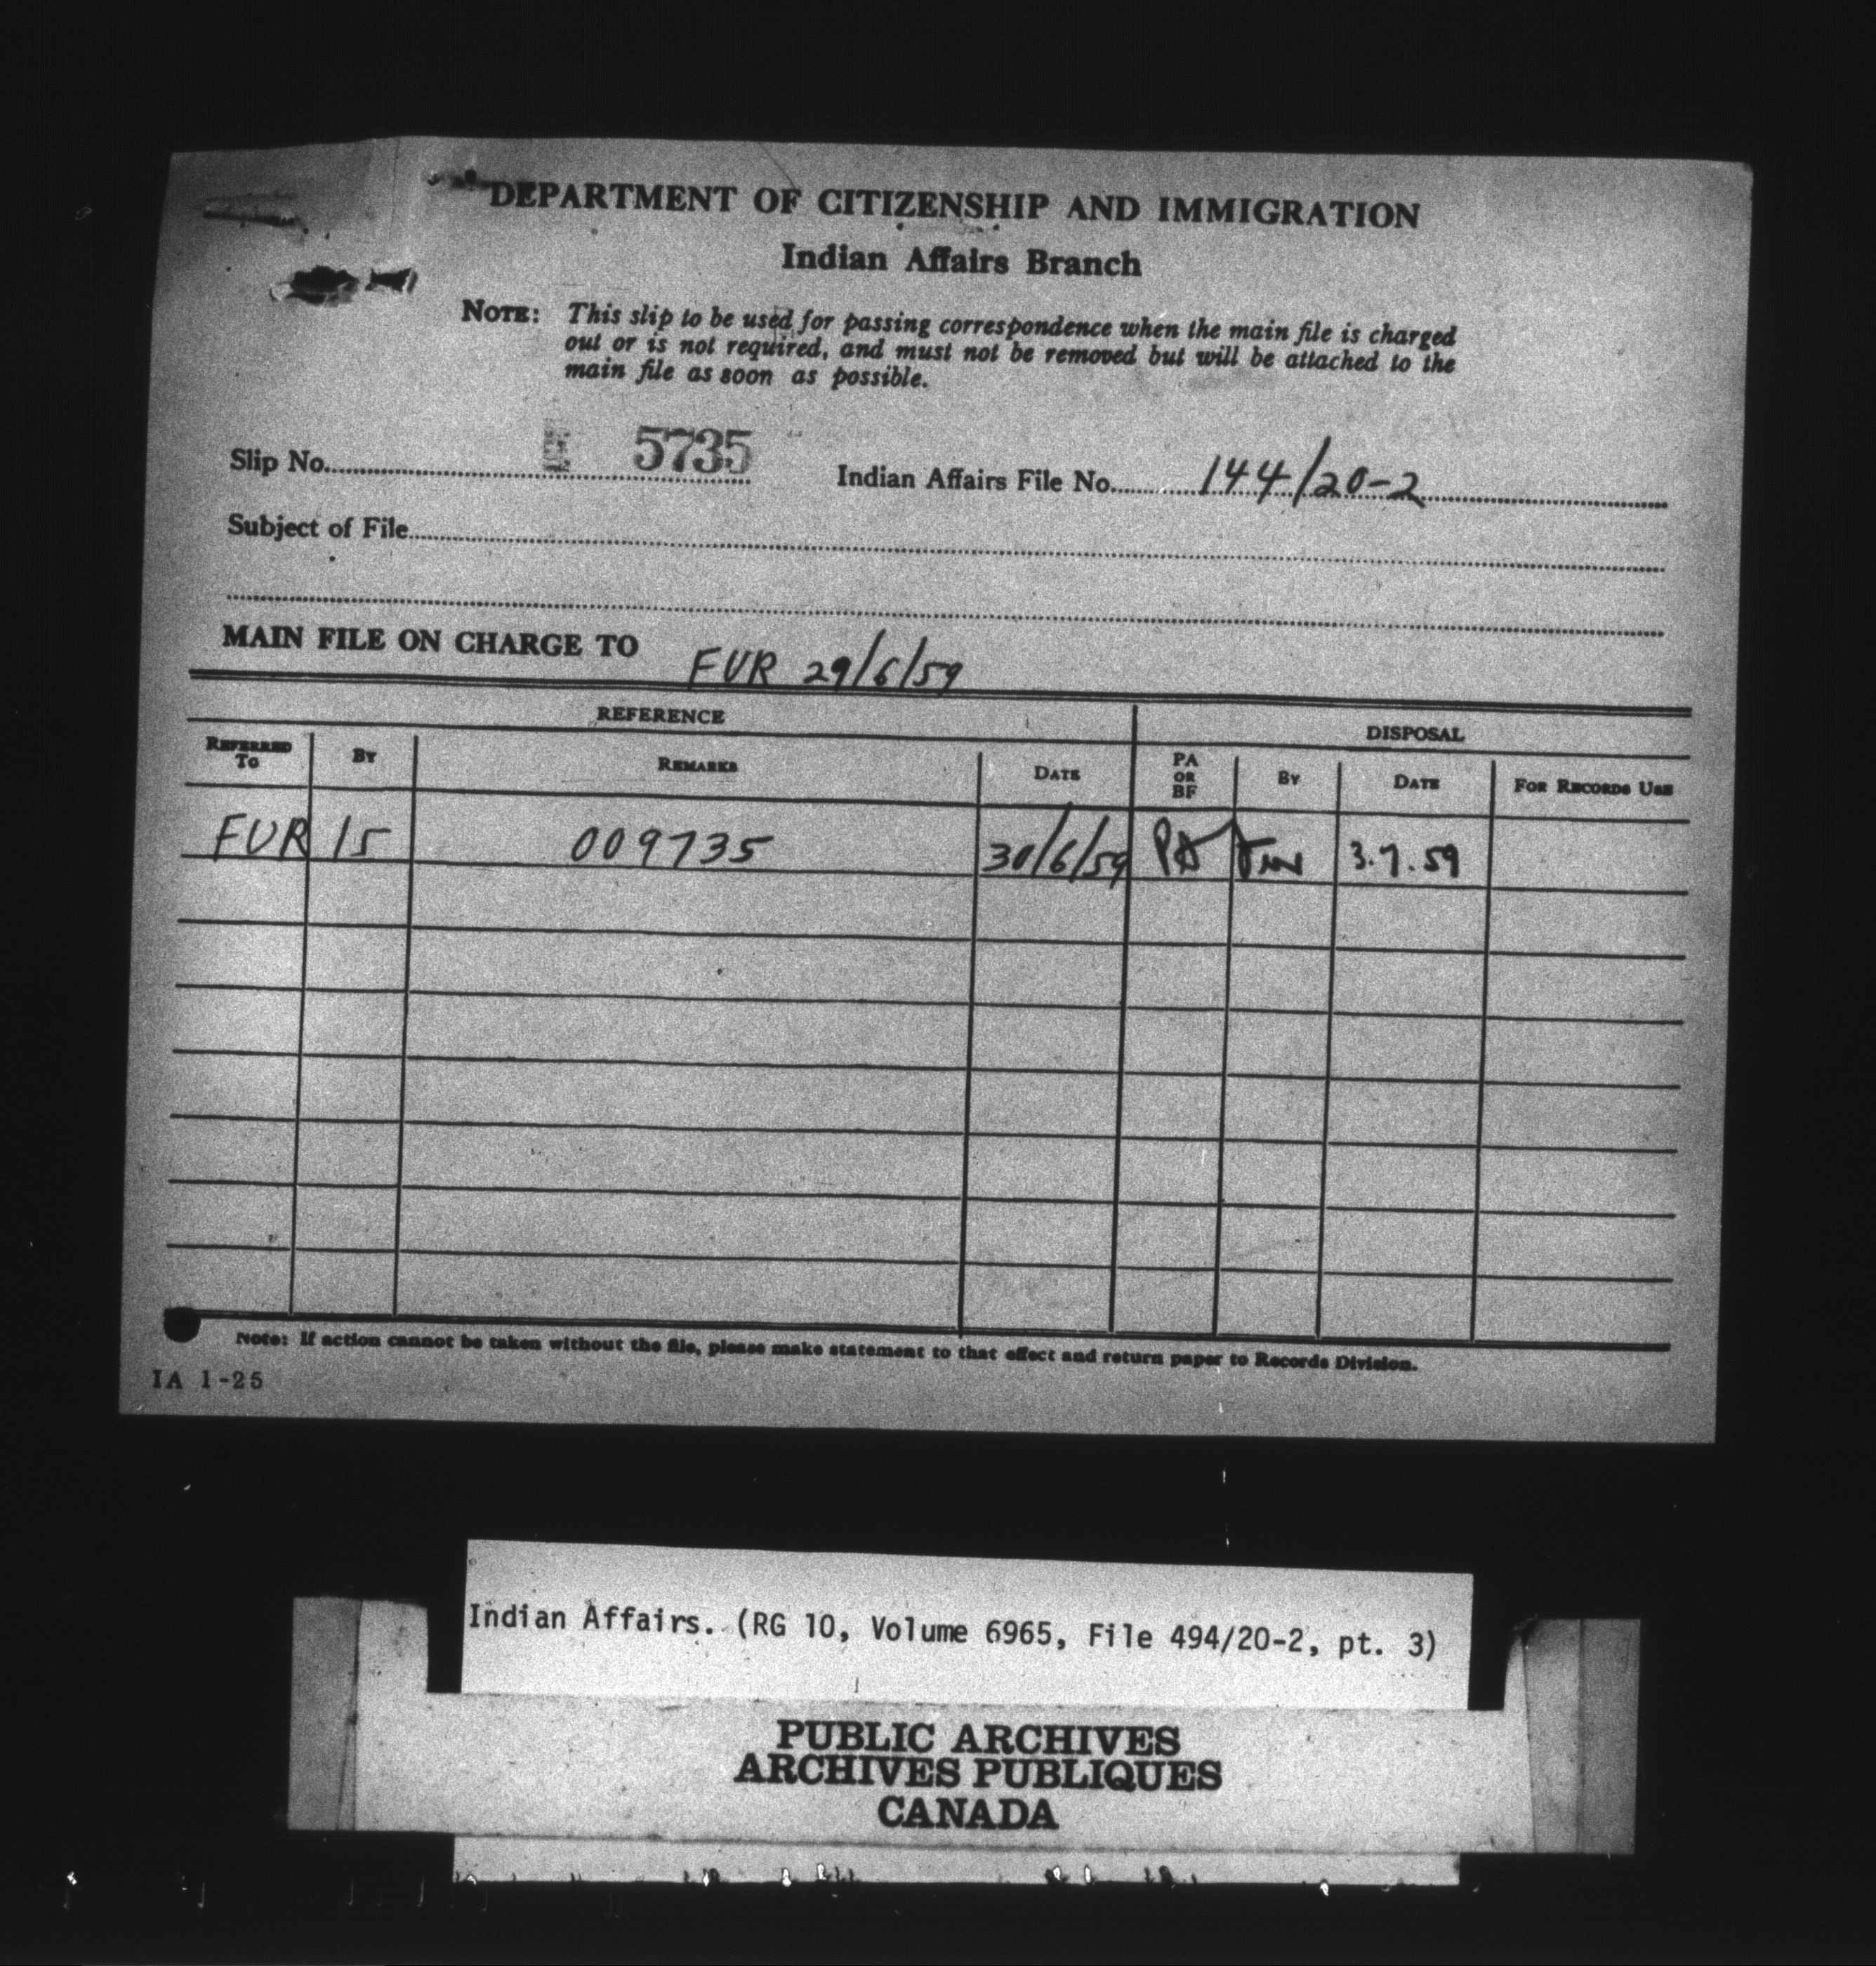 DEPARTMENT OF CITIZENSHIP AND IMMIGRATION
Indian Affairs Branch
NOTE: This slip to be used for passing correspondence when the main file is charged
out or is not required, and must not be removed but will be attached to the
main file as soon as possible.
Slip No. 5735 Indian Affairs File No. 144/20-2
Subject of File
MAIN FILE ON CHARGE TO FUR 29/6/59
REFERENCE DISPOSAL
REFERRED TO BY REMARKS DATE PA OR BF BY DATE FOR RECORDS USE
FUR 15 009735 30/6/59 PA 3.7.59
Note: If action cannot be taken without the file, please make statement to that effect and return paper to Records Division.
IA 1-25
Indian Affairs. (RG 10, Volume 6965, File 494/20-2, pt. 3)
PUBLIC ARCHIVES
ARCHIVES PUBLIQUES
CANADA